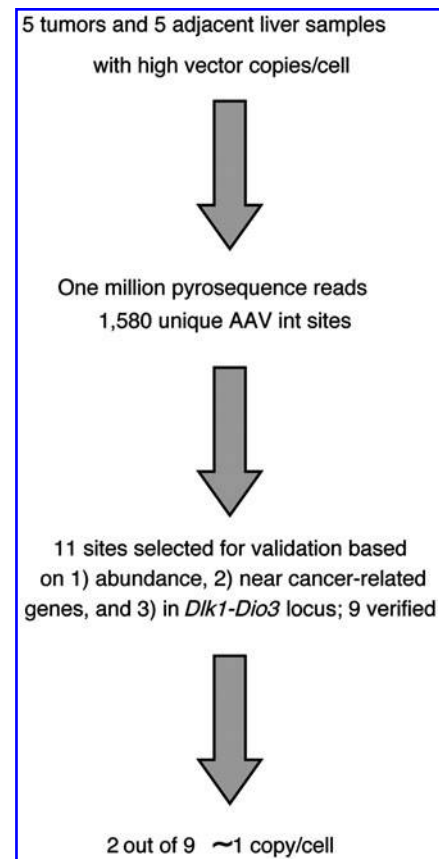 5 tumors and 5 adjacent liver samples
with high vector copies/cell
One million pyrosequence reads
1,580 unique AAV int sites
11 sites selected for validation based
on 1) abundance, 2) near cancer-related
genes, and 3) in Dlk1-Dio3 locus; 9 verified
2 out of 9 ~1 copy/cell